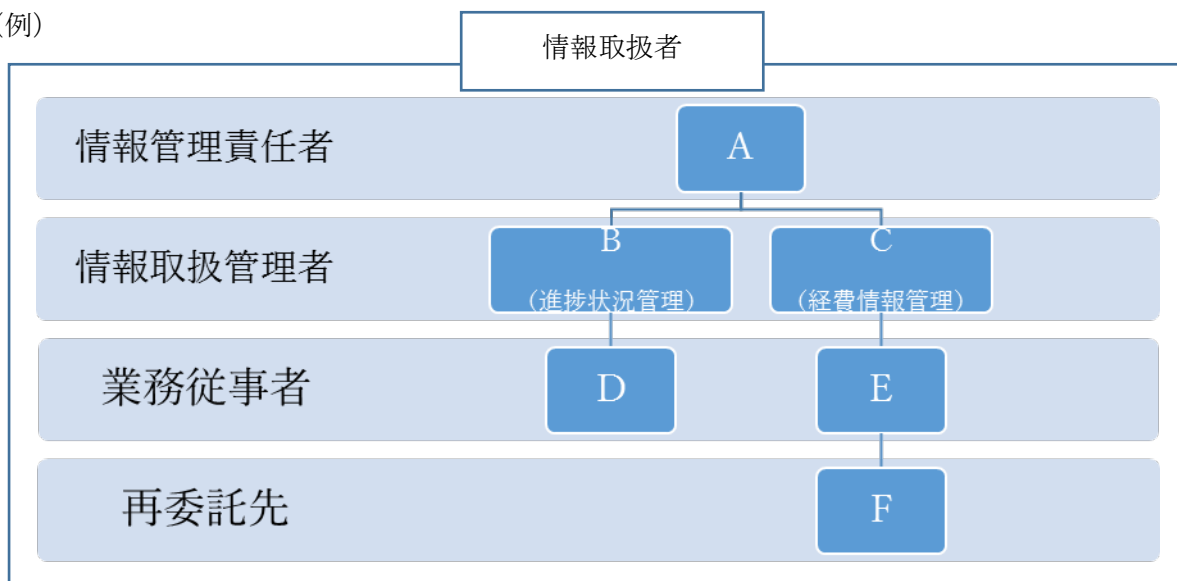 (例)
情報取扱者
情報管理責任者
A
情報取扱管理者
B
(進捗状況管理)
C
(経費情報管理)
業務従事者
D
E
再委託先
F